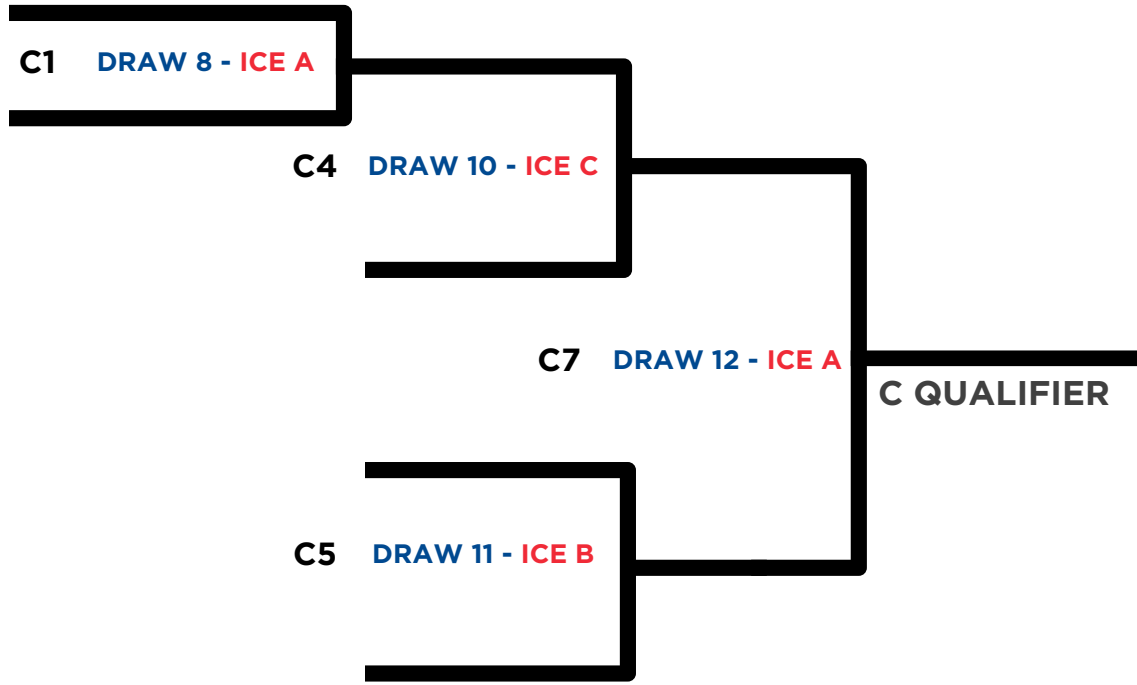 C1 DRAW 8 - ICE A
C4 DRAW 10 - ICE C
C7 DRAW 12 - ICE A
C QUALIFIER
C5 DRAW 11 - ICE B